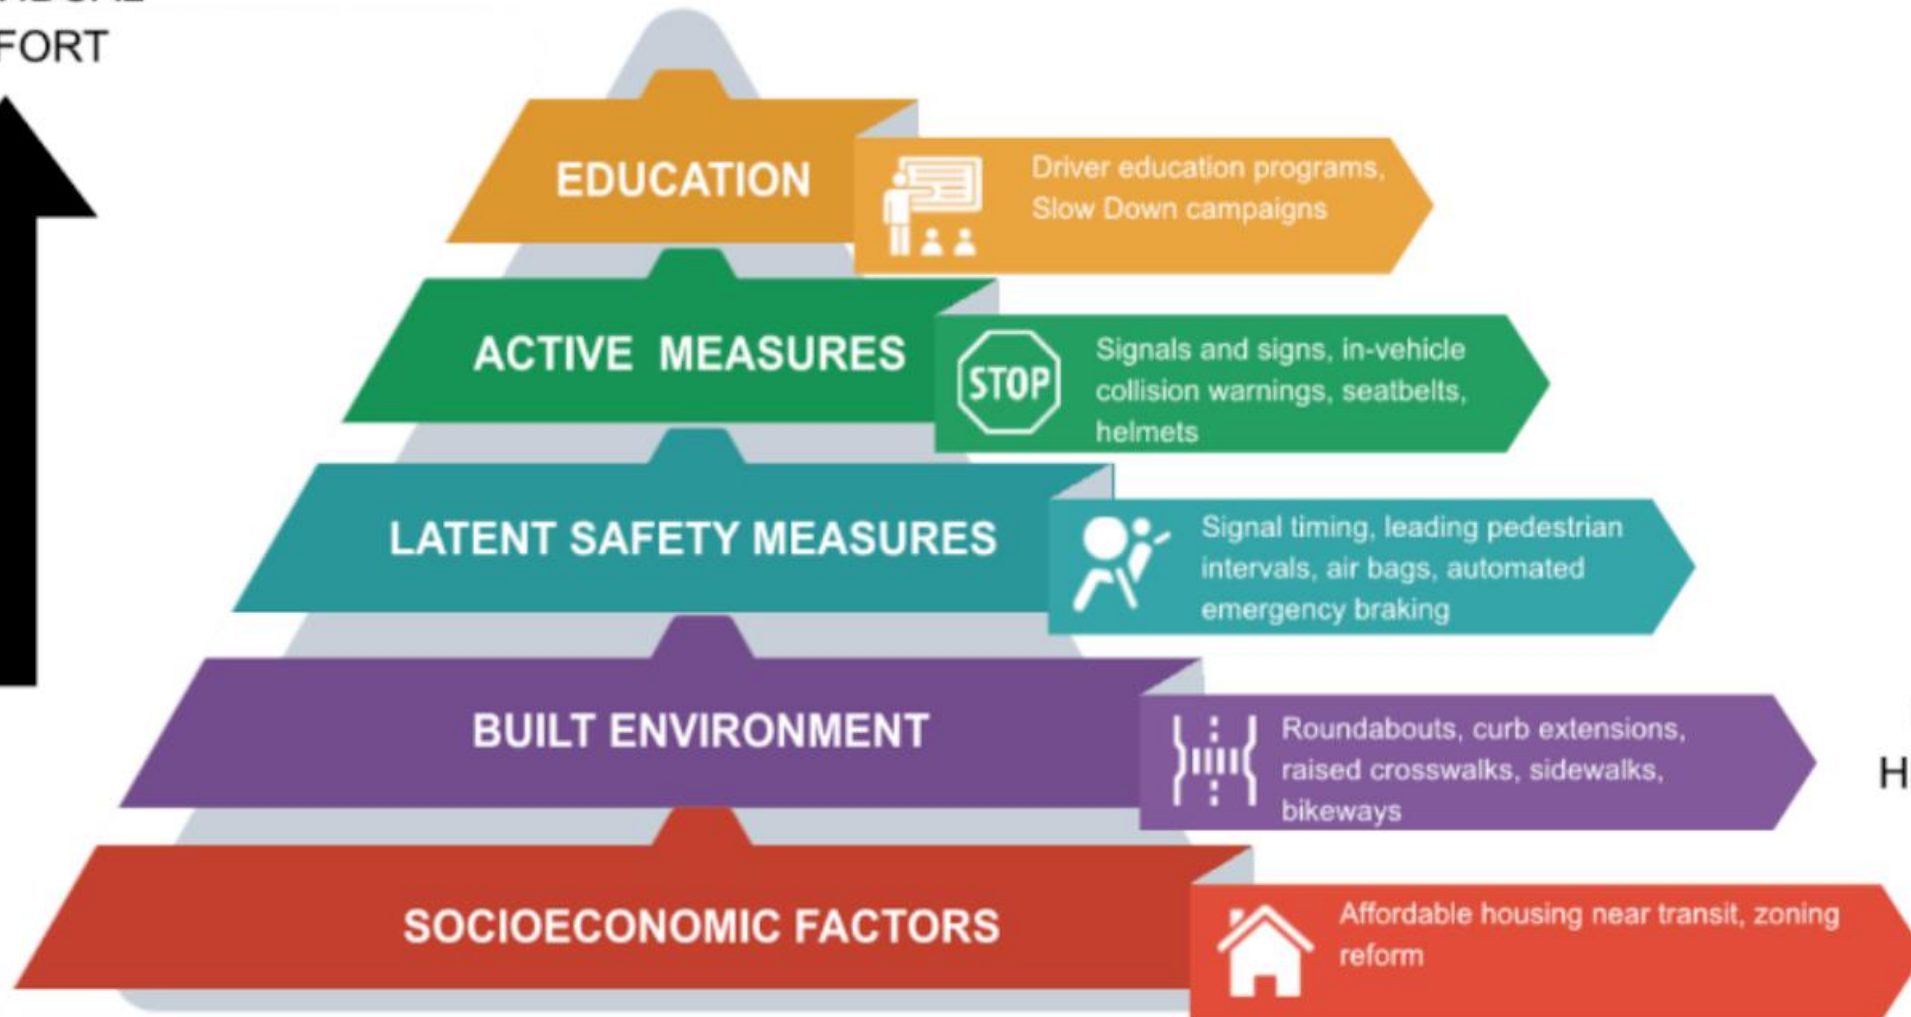 FORT
EDUCATION
Driver education programs,
Slow Down campaigns
ACTIVE MEASURES
STOP
Signals and signs, in-vehicle
collision warnings, seatbelts,
helmets
LATENT SAFETY MEASURES
Signal timing, leading pedestrian
intervals, air bags, automated
emergency braking
BUILT ENVIRONMENT
Roundabouts, curb extensions,
raised crosswalks, sidewalks,
bikeways
H
SOCIOECONOMIC FACTORS
Affordable housing near transit, zoning
reform